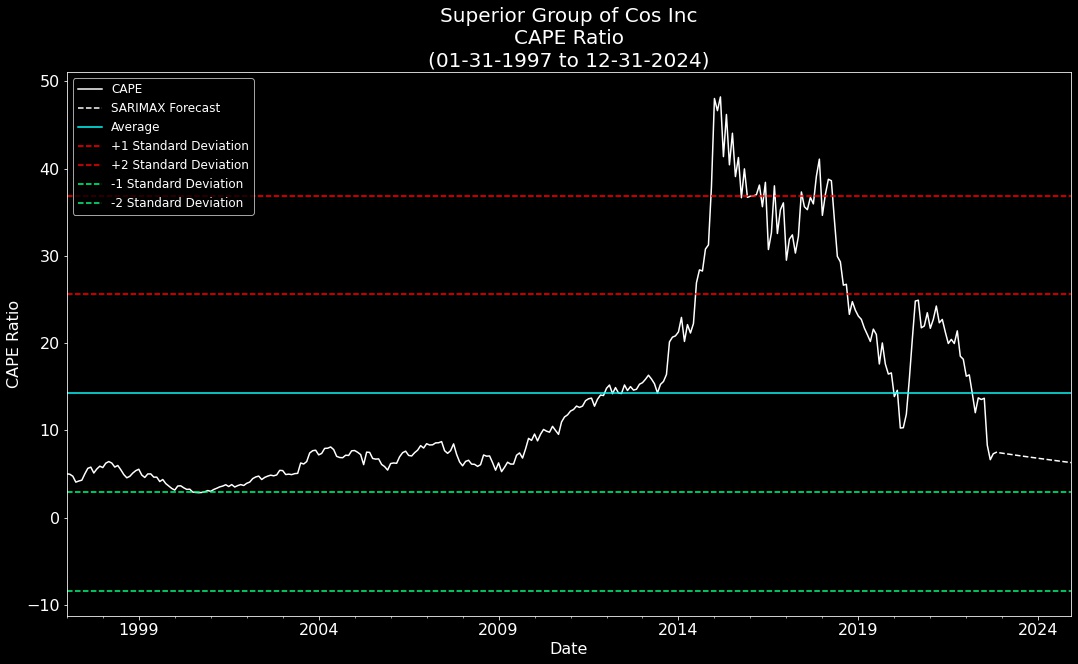 Superior Group of Cos Inc
CAPE Ratio
(01-31-1997 to 12-31-2024)
CAPE
SARIMAX Forecast
Average
+1 Standard Deviation
+2 Standard Deviation
-1 Standard Deviation
-2 Standard Deviation
50
40
30
20
10
0
−10
CAPE Ratio
1999
2004
2009
2014
2019
2024
Date